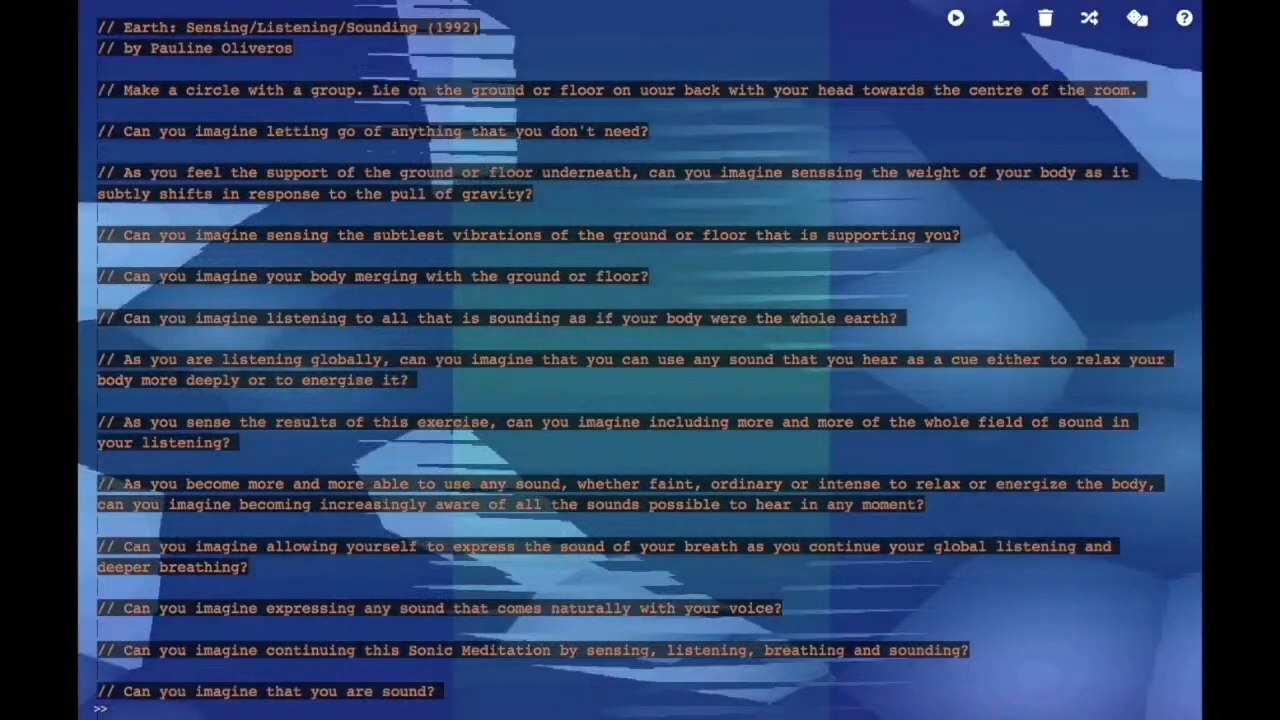 // Earth: Sensing/Listening/Sounding (1992)
// by Pauline Oliveros
// Make a circle with a group. Lie on the ground or floor on uour back with your head towards the centre of the room.
// Can you imagine letting go of anything that you don't need?
// As you feel the support of the ground or floor underneath, can you imagine senssing the weight of your body as it
subtly shifts in response to the pull of gravity?
// Can you imagine sensing the subtlest vibrations of the ground or floor that is supporting you?
// Can you imagine your body merging with the ground or floor?
// Can you imagine listening to all that is sounding as if your body were the whole earth?
// As you are listening globally, can you imagine that you can use any sound that you hear as a cue either to relax your
body more deeply or to energise it?
// As you sense the results of this exercise, can you imagine including more and more of the whole field of sound in
your listening?
// As you become more and more able to use any sound, whether faint, ordinary or intense to relax or energize the body,
can you imagine becoming increasingly aware of all the sounds possible to hear in any moment?
// Can you imagine allowing yourself to express the sound of your breath as you continue your global listening and
deeper breathing?
// Can you imagine expressing any sound that comes naturally with your voice?
// Can you imagine continuing this Sonic Meditation by sensing, listening, breathing and sounding?
// Can you imagine that you are sound?
>>